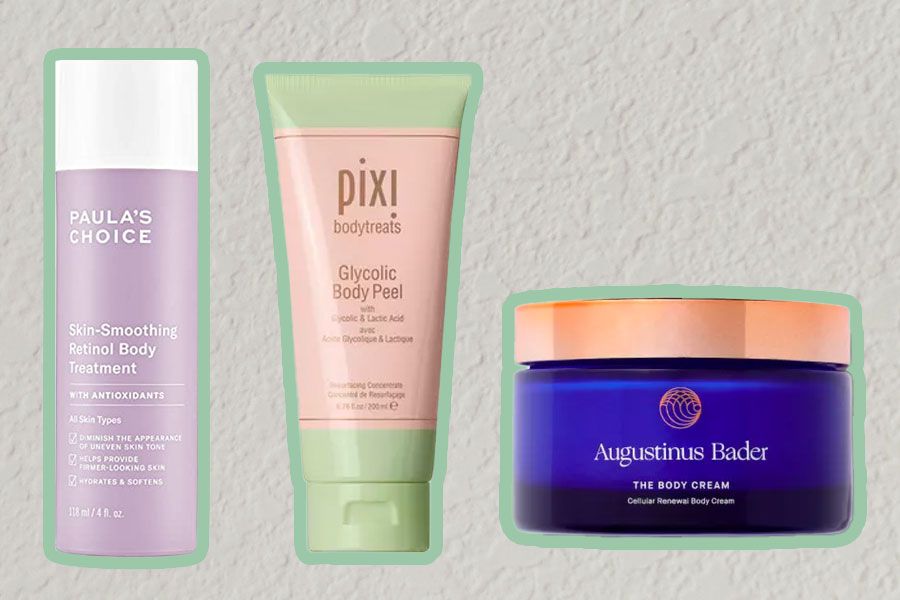 PAULA'S
CHOICE
Skin-Smoothing
Retinol Body
Treatment
WITH ANTIOXIDANTS
All Skin Types
DIMINISH THE APPEARANCE
OF UNEVEN SKIN TONE
HELPS PROVIDE
FIRMER-LOOKING SKIN
HYDRATES & SOFTENS
118 ml / 4 fl. oz.
pixi
bodytreats
Glycolic
Body Peel
with
Glycolic & Lactic Acid
avec
Acide Glycolique & Lactique
Resurfacing Concentrate
Concentré de Resurfaçage
6.76 fl.oz / 200 ml ℮
Augustinus Bader
THE BODY CREAM
Cellular Renewal Body Cream